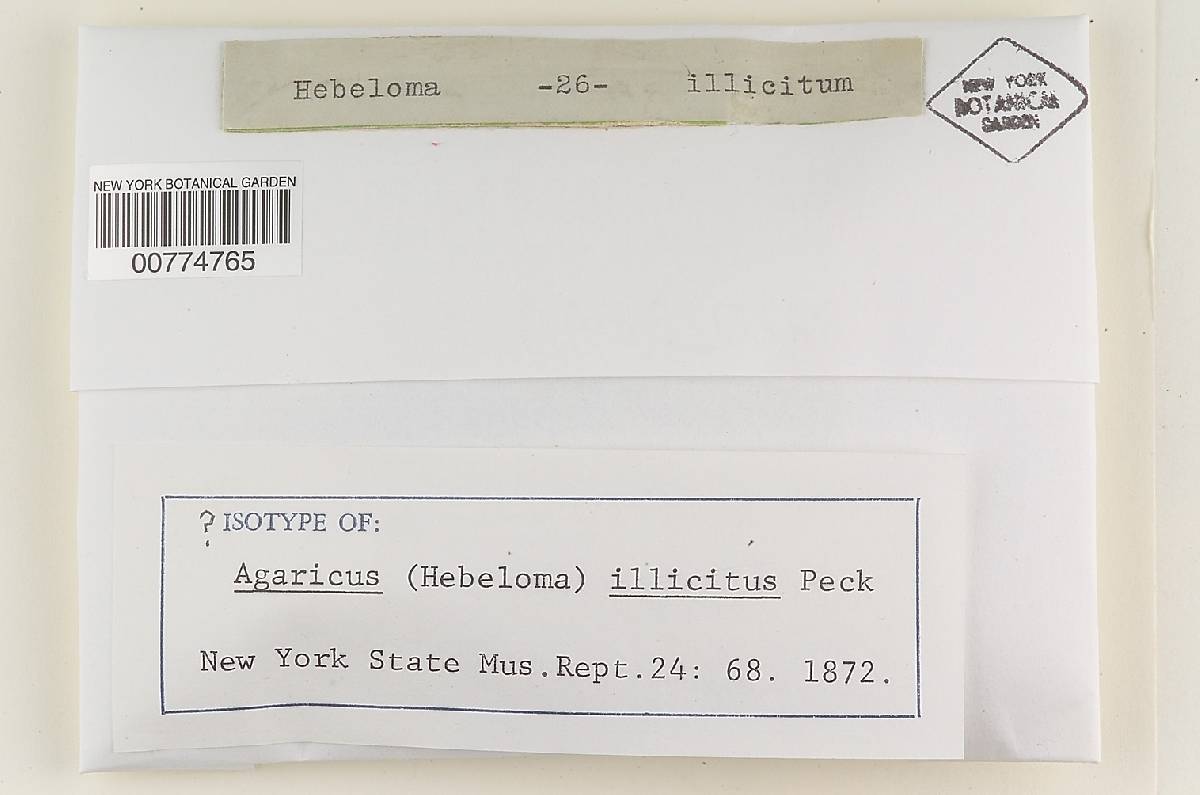 Hebeloma -26- illicitum
NEW YORK
BOTANICAL
GARDEN
NEW YORK BOTANICAL GARDEN
00774765
? ISOTYPE OF:
Agaricus (Hebeloma) illicitus Peck
New York State Mus.Rept.24: 68. 1872.